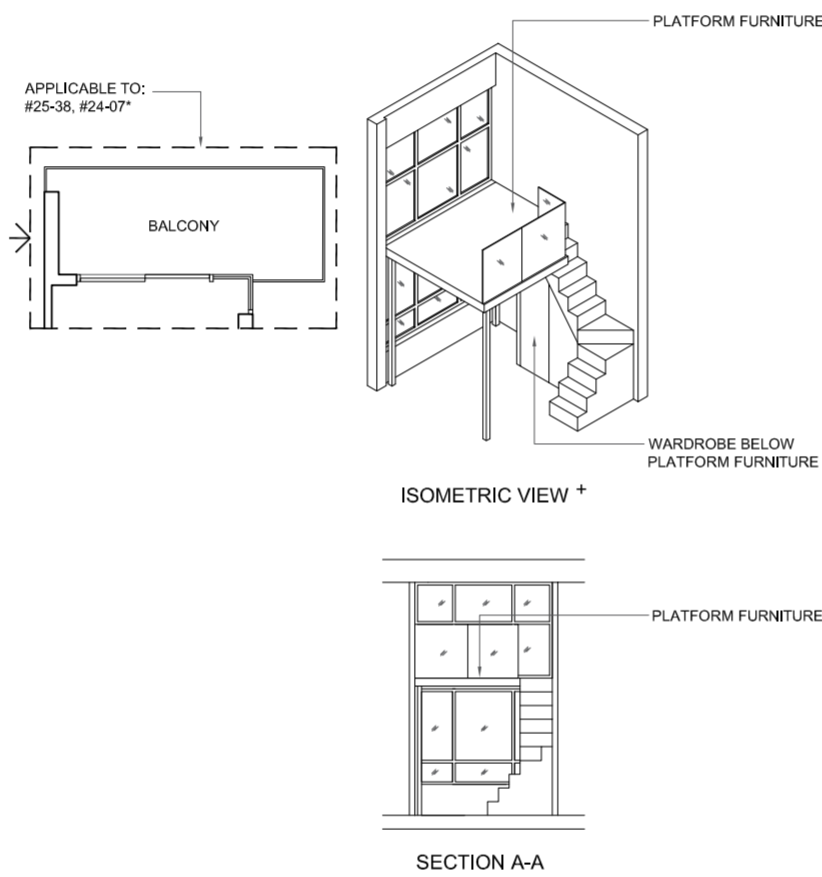 PLATFORM FURNITURE
APPLICABLE TO:
#25-38, #24-07*
BALCONY
WARDROBE BELOW
PLATFORM FURNITURE
ISOMETRIC VIEW +
PLATFORM FURNITURE
SECTION A-A